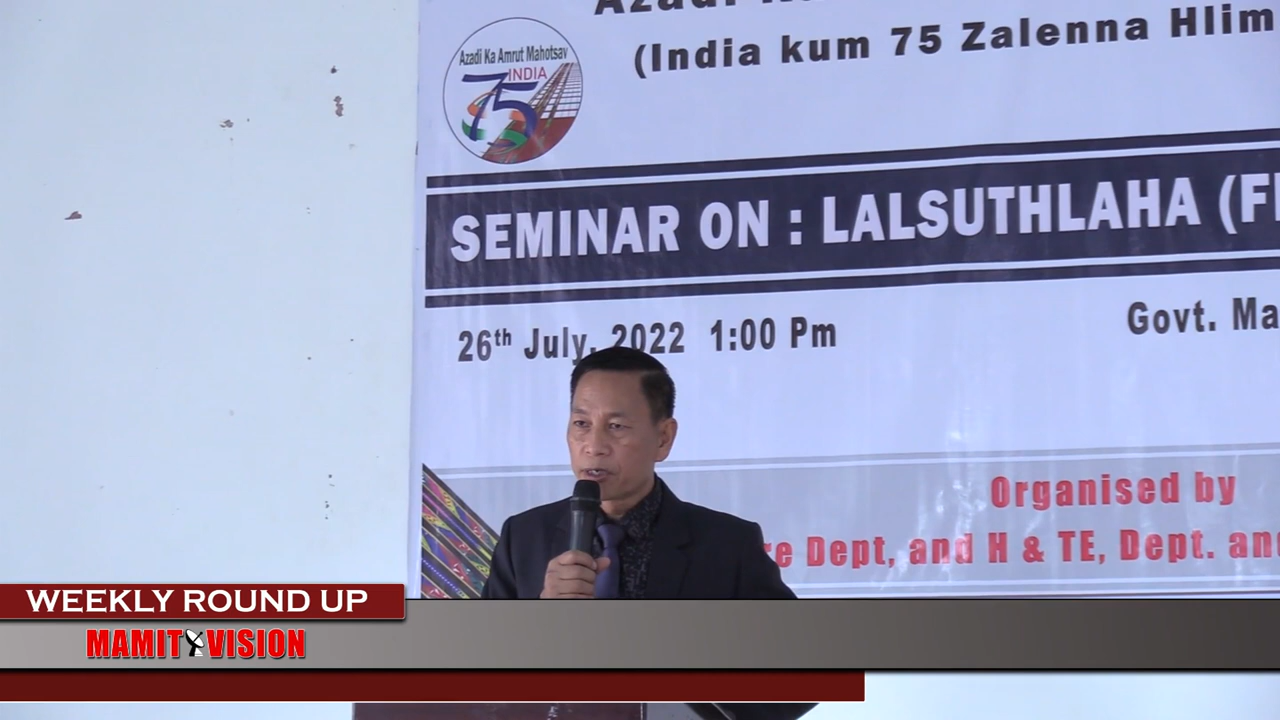 (India kum 75 Zalenna Hlim
Azadi Ka Amrut Mahotsav
INDIA
75
SEMINAR ON : LALSUTHLAHA (
26th July, 2022 1:00 Pm
Govt.
Organised by
Dept, and H & TE, Dept.
WEEKLY ROUND UP
MAMIT VISION